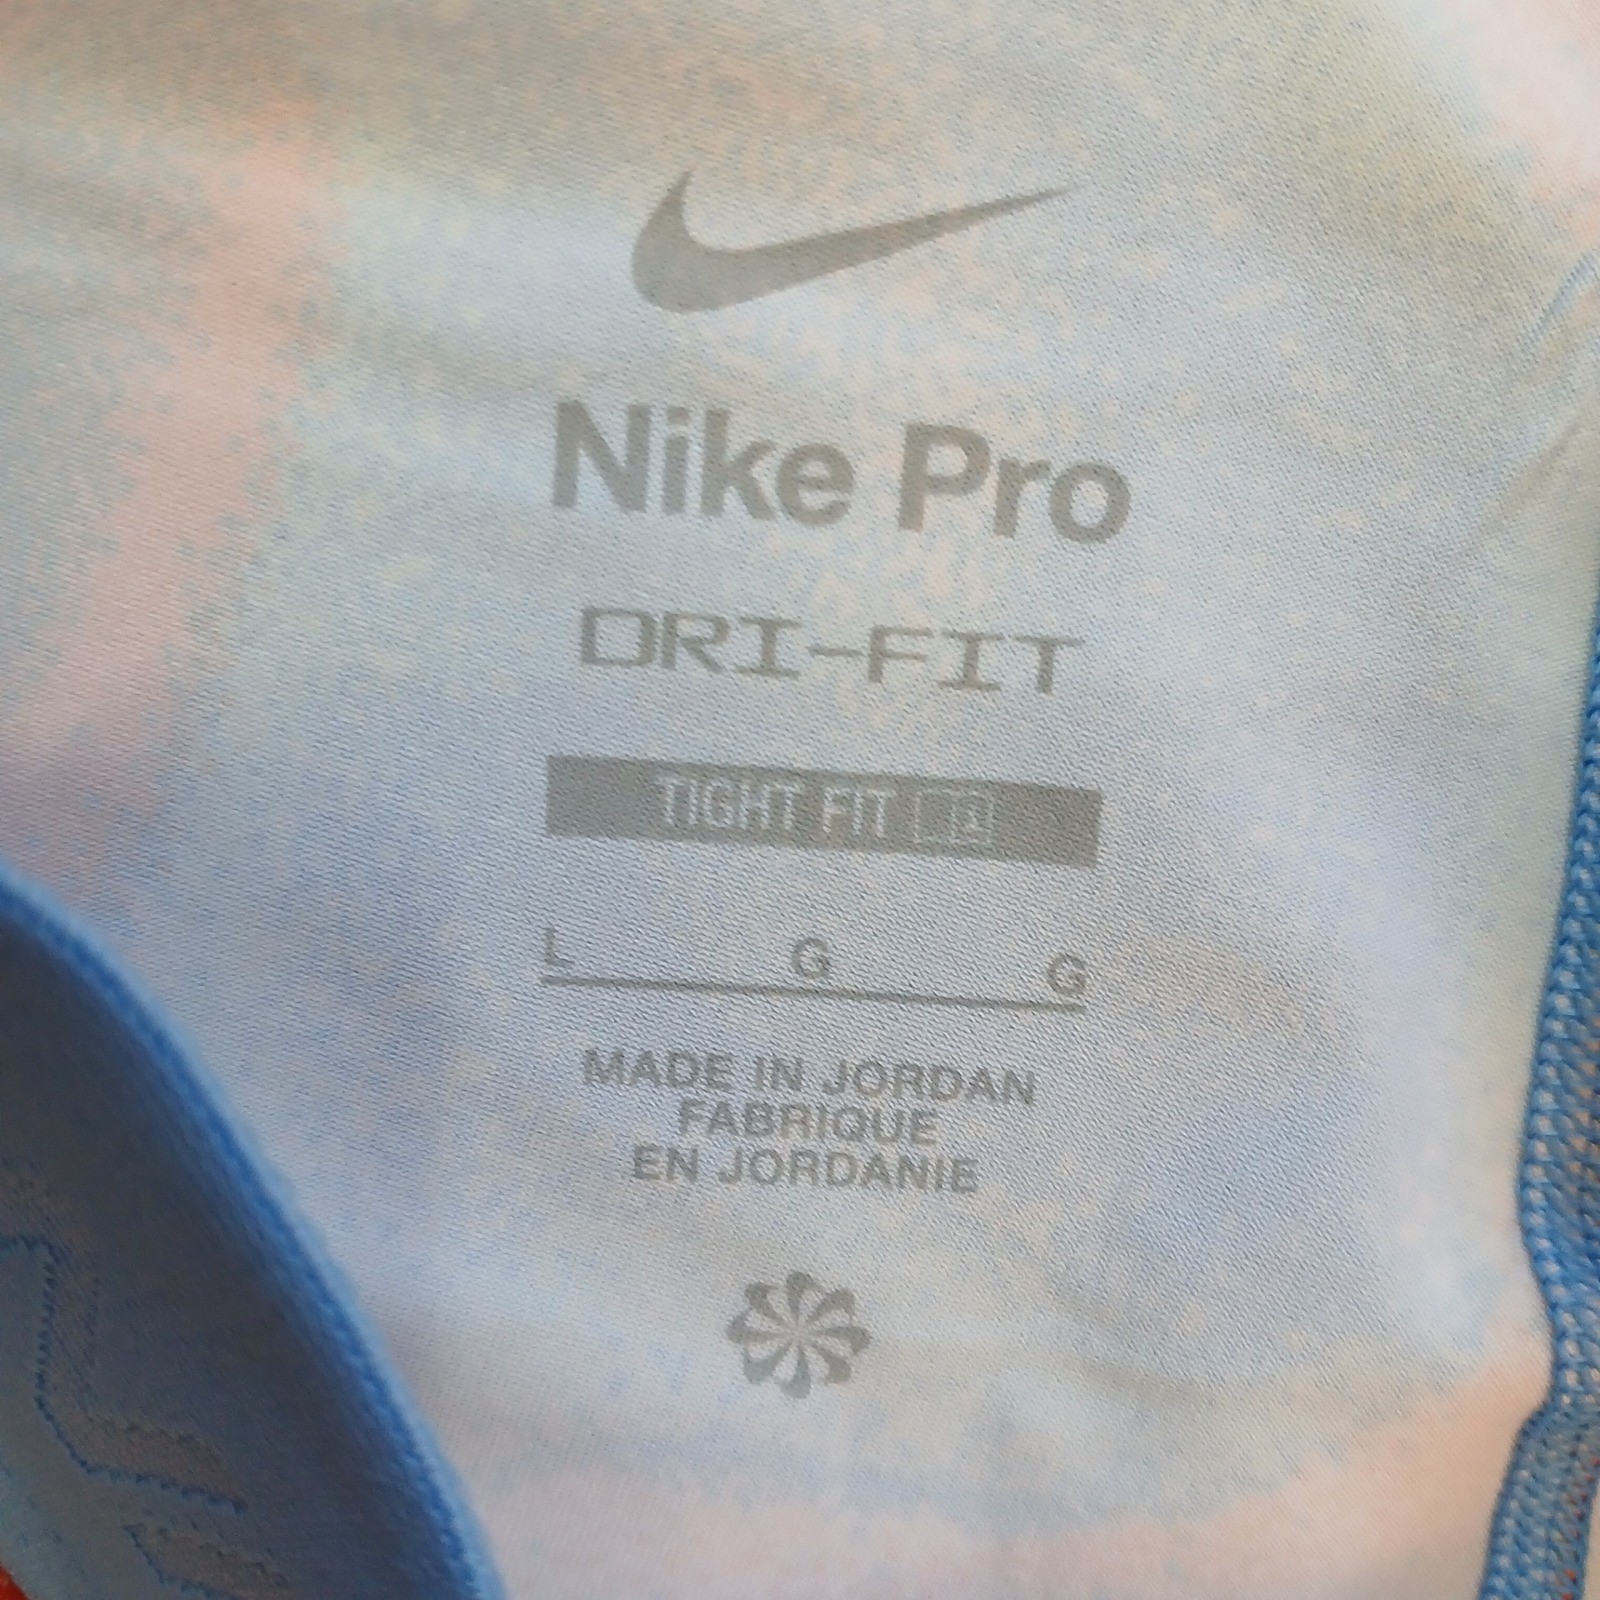 Nike Pro
DRI-FIT
TIGHT FIT
L G G
MADE IN JORDAN
FABRIQUE
EN JORDANIE